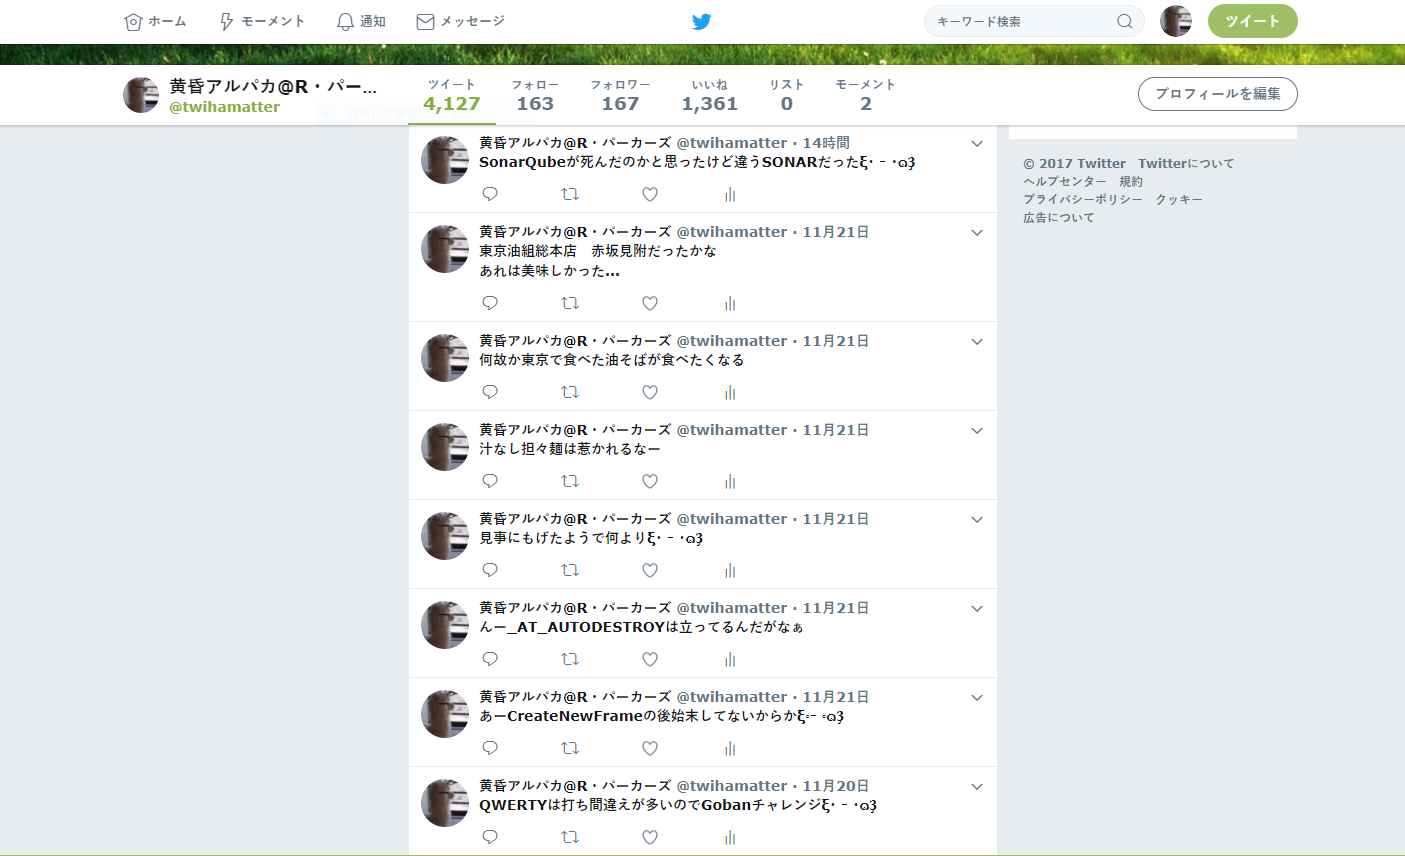 ホーム モーメント 通知 メッセージ キーワード検索 ツイート
黄昏アルパカ@R・パー...
@twihamatter
ツイート フォロー フォロワー いいね リスト モーメント
4,127 163 167 1,361 0 2
プロフィールを編集
黄昏アルパカ@R・パーカーズ @twihamatter · 14時間
SonarQubeが死んだのかと思ったけど違うSONARだったξ･ｰ･ดჳ
黄昏アルパカ@R・パーカーズ @twihamatter · 11月21日
東京油組総本店　赤坂見附だったかな
あれは美味しかった...
黄昏アルパカ@R・パーカーズ @twihamatter · 11月21日
何故か東京で食べた油そばが食べたくなる
黄昏アルパカ@R・パーカーズ @twihamatter · 11月21日
汁なし担々麺は惹かれるなー
黄昏アルパカ@R・パーカーズ @twihamatter · 11月21日
見事にもげたようで何よりξ･ｰ･ดჳ
黄昏アルパカ@R・パーカーズ @twihamatter · 11月21日
んー_AT_AUTODESTROYは立ってるんだがなぁ
黄昏アルパカ@R・パーカーズ @twihamatter · 11月21日
あーCreateNewFrameの後始末してないからかξ◦ｰ◦ดჳ
黄昏アルパカ@R・パーカーズ @twihamatter · 11月20日
QWERTYは打ち間違えが多いのでGobanチャレンジξ･ｰ･ดჳ
© 2017 Twitter　Twitterについて
ヘルプセンター　規約
プライバシーポリシー　クッキー
広告について